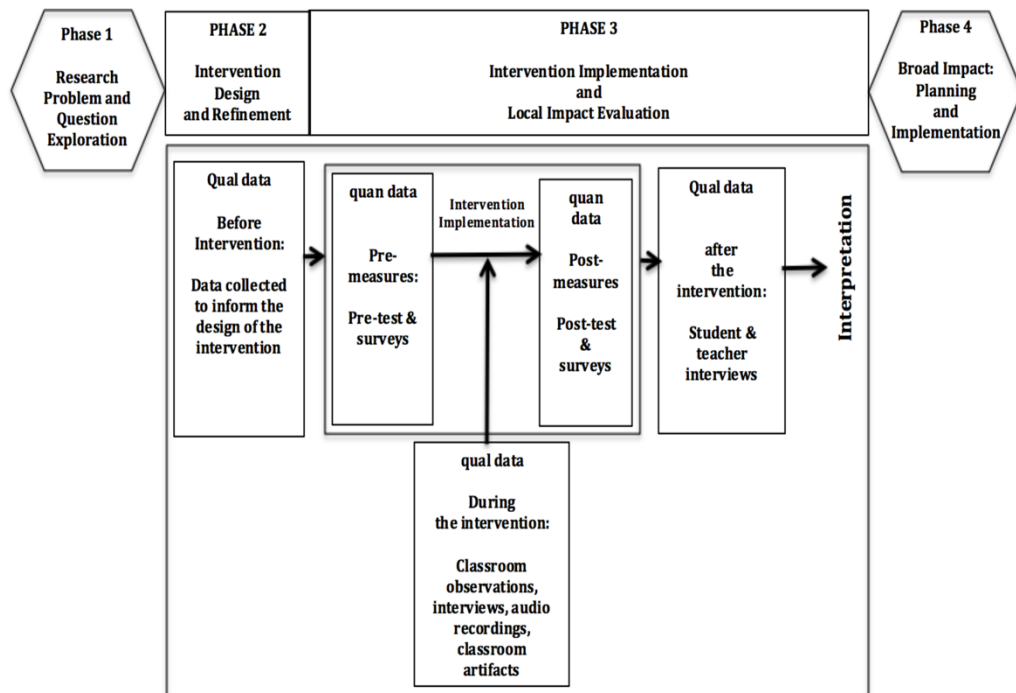 Phase 1
Research
Problem and
Question
Exploration
PHASE 2
Intervention
Design
and Refinement
PHASE 3
Intervention Implementation
and
Local Impact Evaluation
Phase 4
Broad Impact:
Planning
and
Implementation
Qual data
Before
Intervention:
Data collected
to inform the
design of the
intervention
quan data
Pre-
measures:
Pre-test &
surveys
Intervention
Implementation
quan
data
Post-
measures
Post-test
&
surveys
Qual data
after
the
intervention:
Student &
teacher
interviews
Interpretation
qual data
During
the intervention:
Classroom
observations,
interviews, audio
recordings,
classroom
artifacts